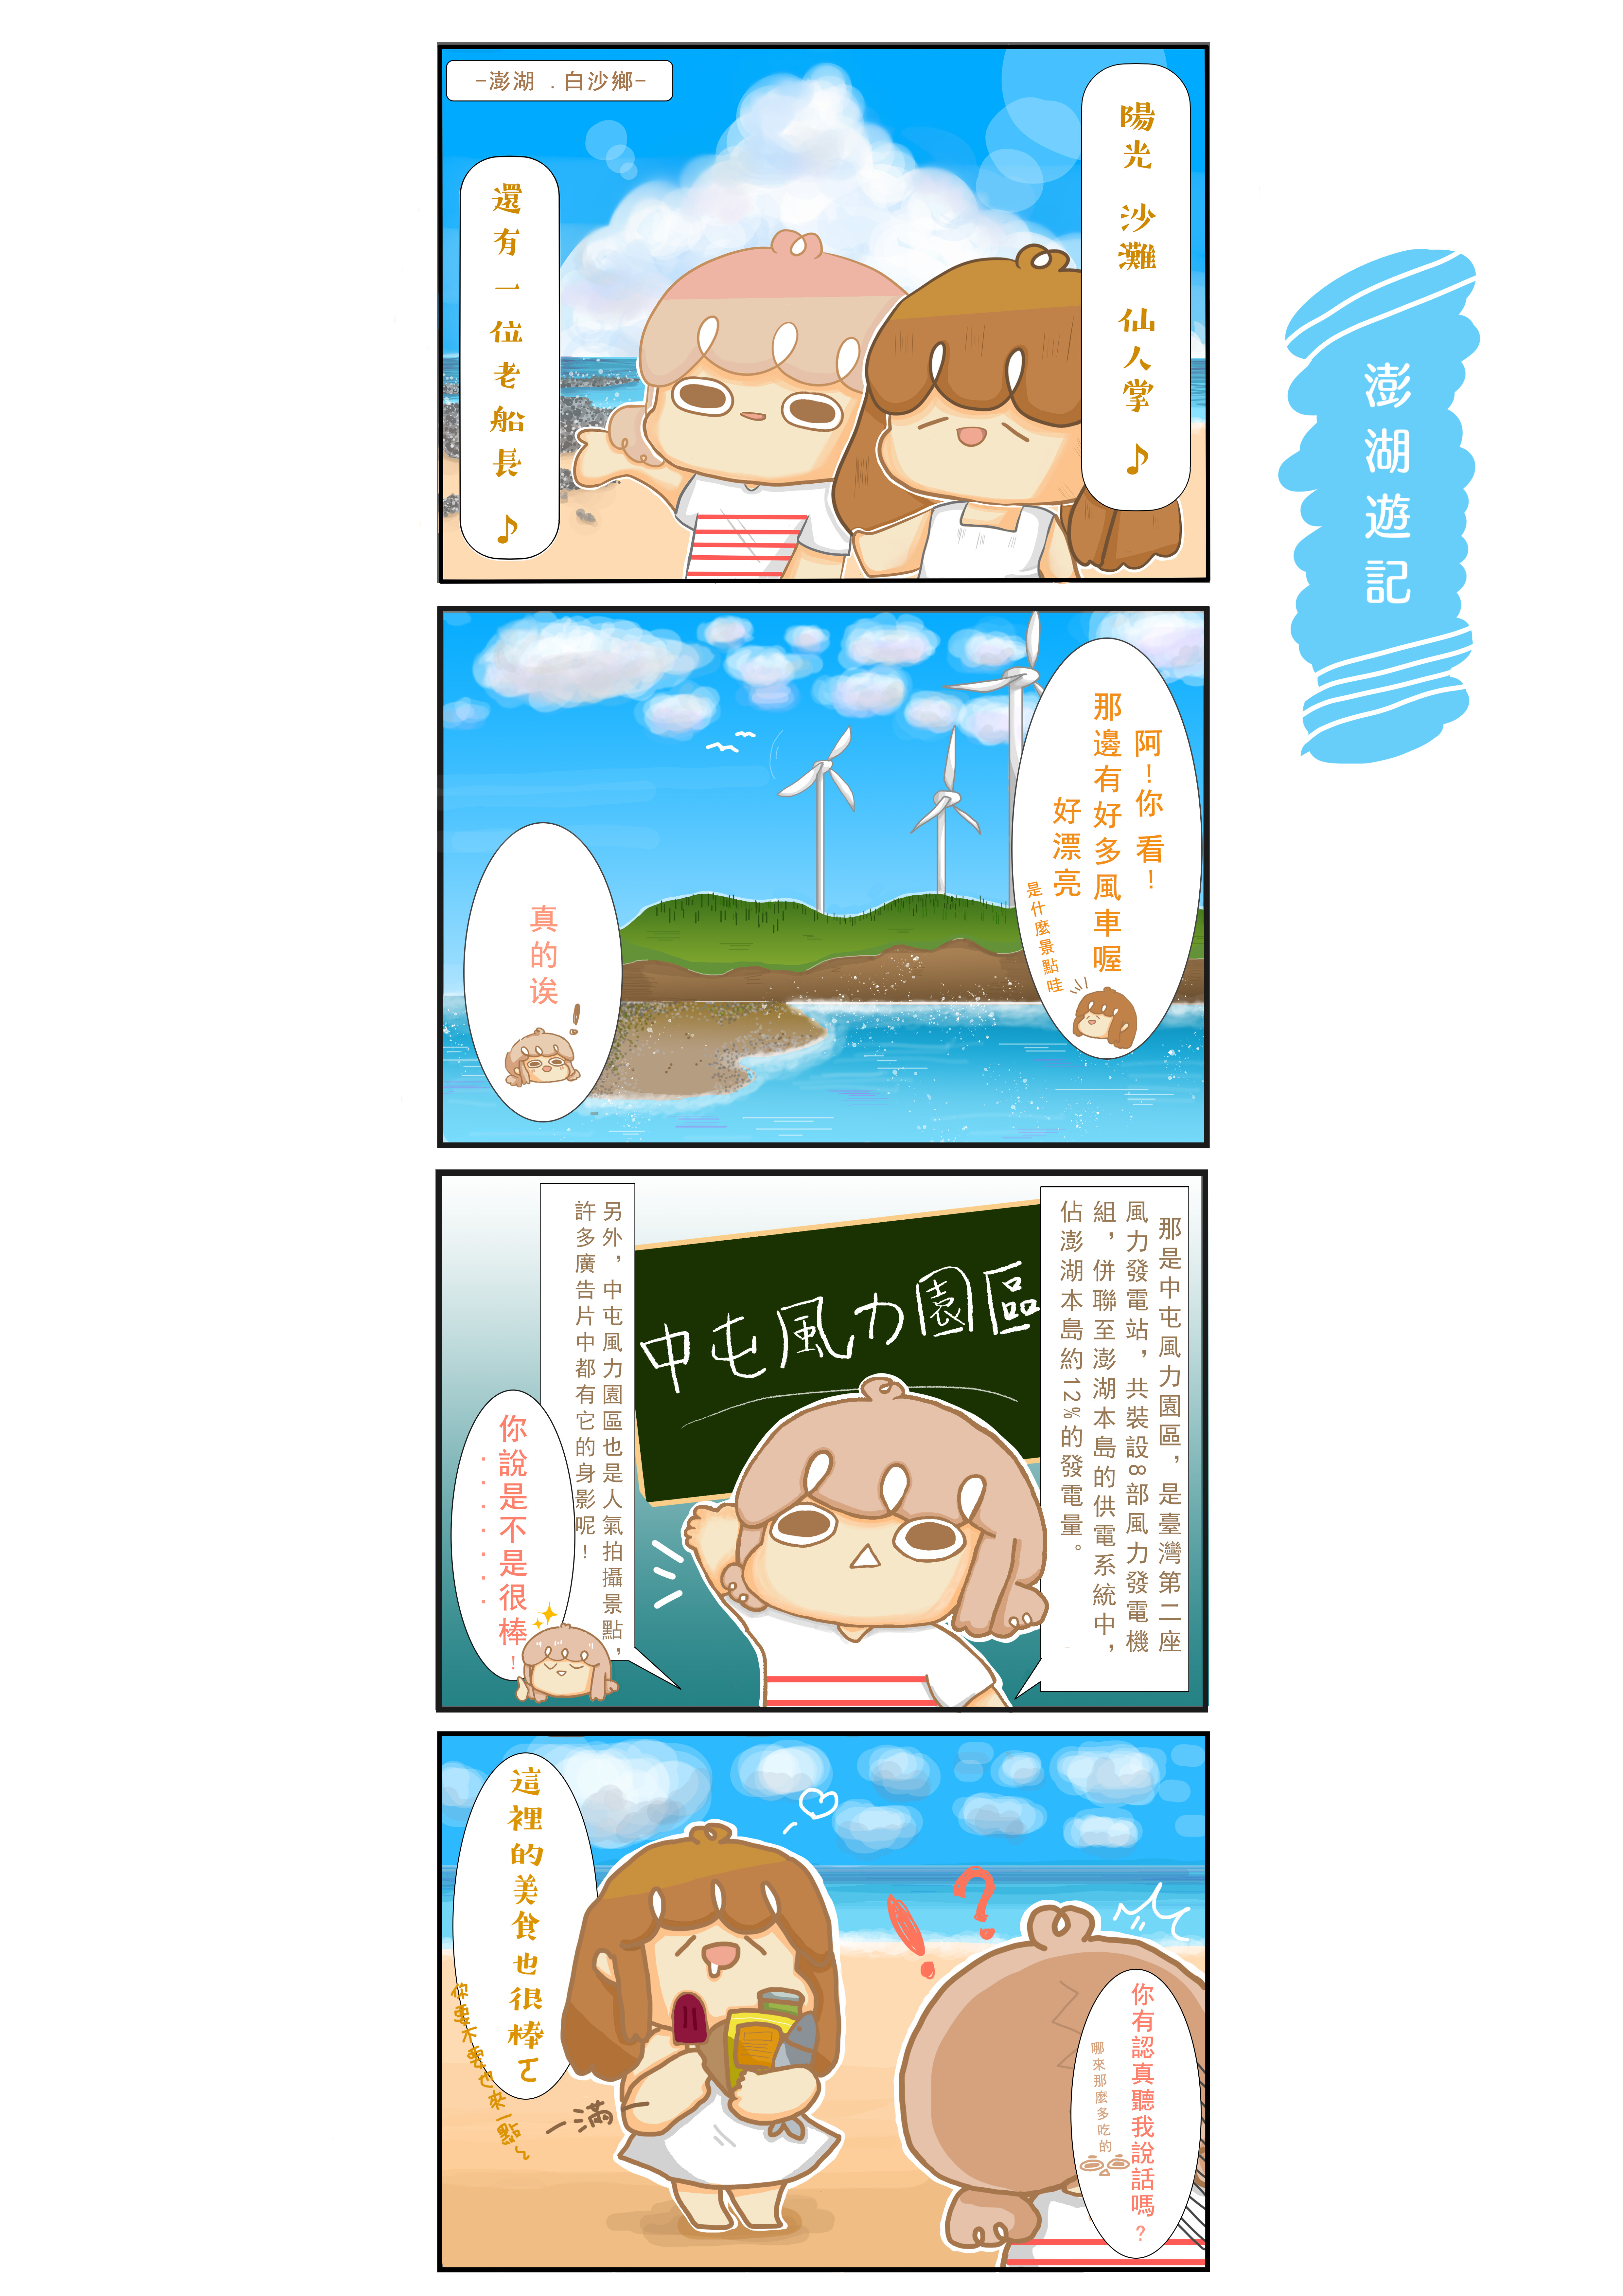 澎湖遊記
-澎湖 .白沙鄉-
陽光 沙灘 仙人掌 ♪
還有一位老船長 ♪
阿!你 看!
那邊有好多風車喔
好漂亮
是什麼景點哇
真的诶
那是中屯風力園區,是臺灣第二座
風力發電站,共裝設8部風力發電機
組,併聯至澎湖本島的供電系統中,
佔澎湖本島約12%的發電量。
中屯風力園區
另外,中屯風力園區也是人氣拍攝景點,
許多廣告片中都有它的身影呢!
你說是不是很棒!
.......
你有認真聽我說話嗎?
哪來那麼多吃的
這裡的美食也很棒ㄛ
你要不要也來一點~
一滿一